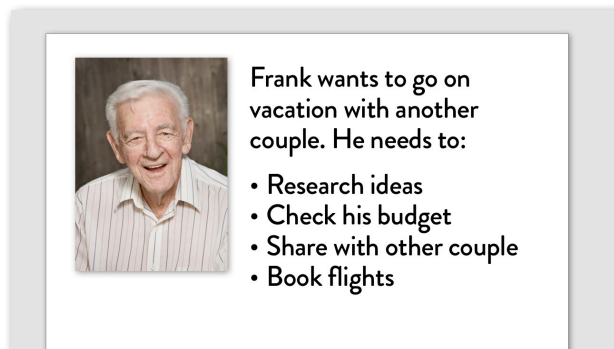 Frank wants to go on
vacation with another
couple. He needs to:
• Research ideas
• Check his budget
• Share with other couple
• Book flights